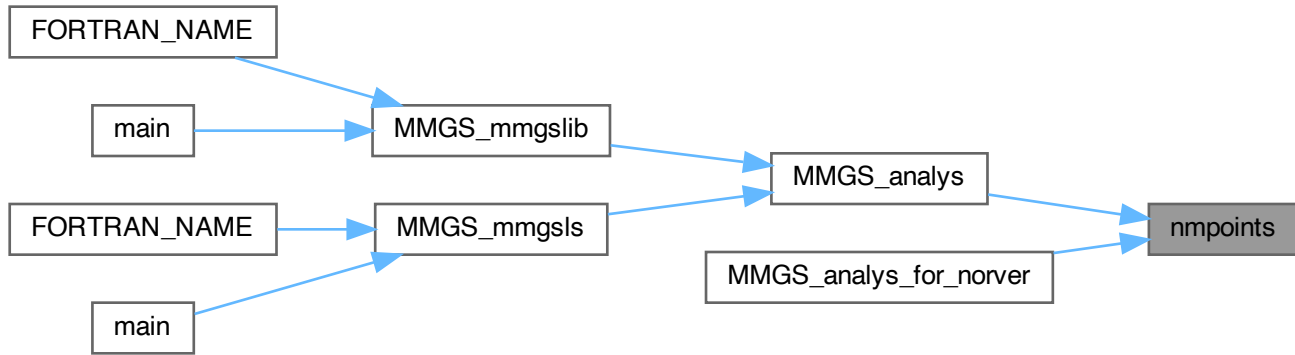 FORTRAN_NAME
main
MMGS_mmgslib
MMGS_analys
FORTRAN_NAME
MMGS_mmgsls
nmpoints
MMGS_analys_for_norver
main